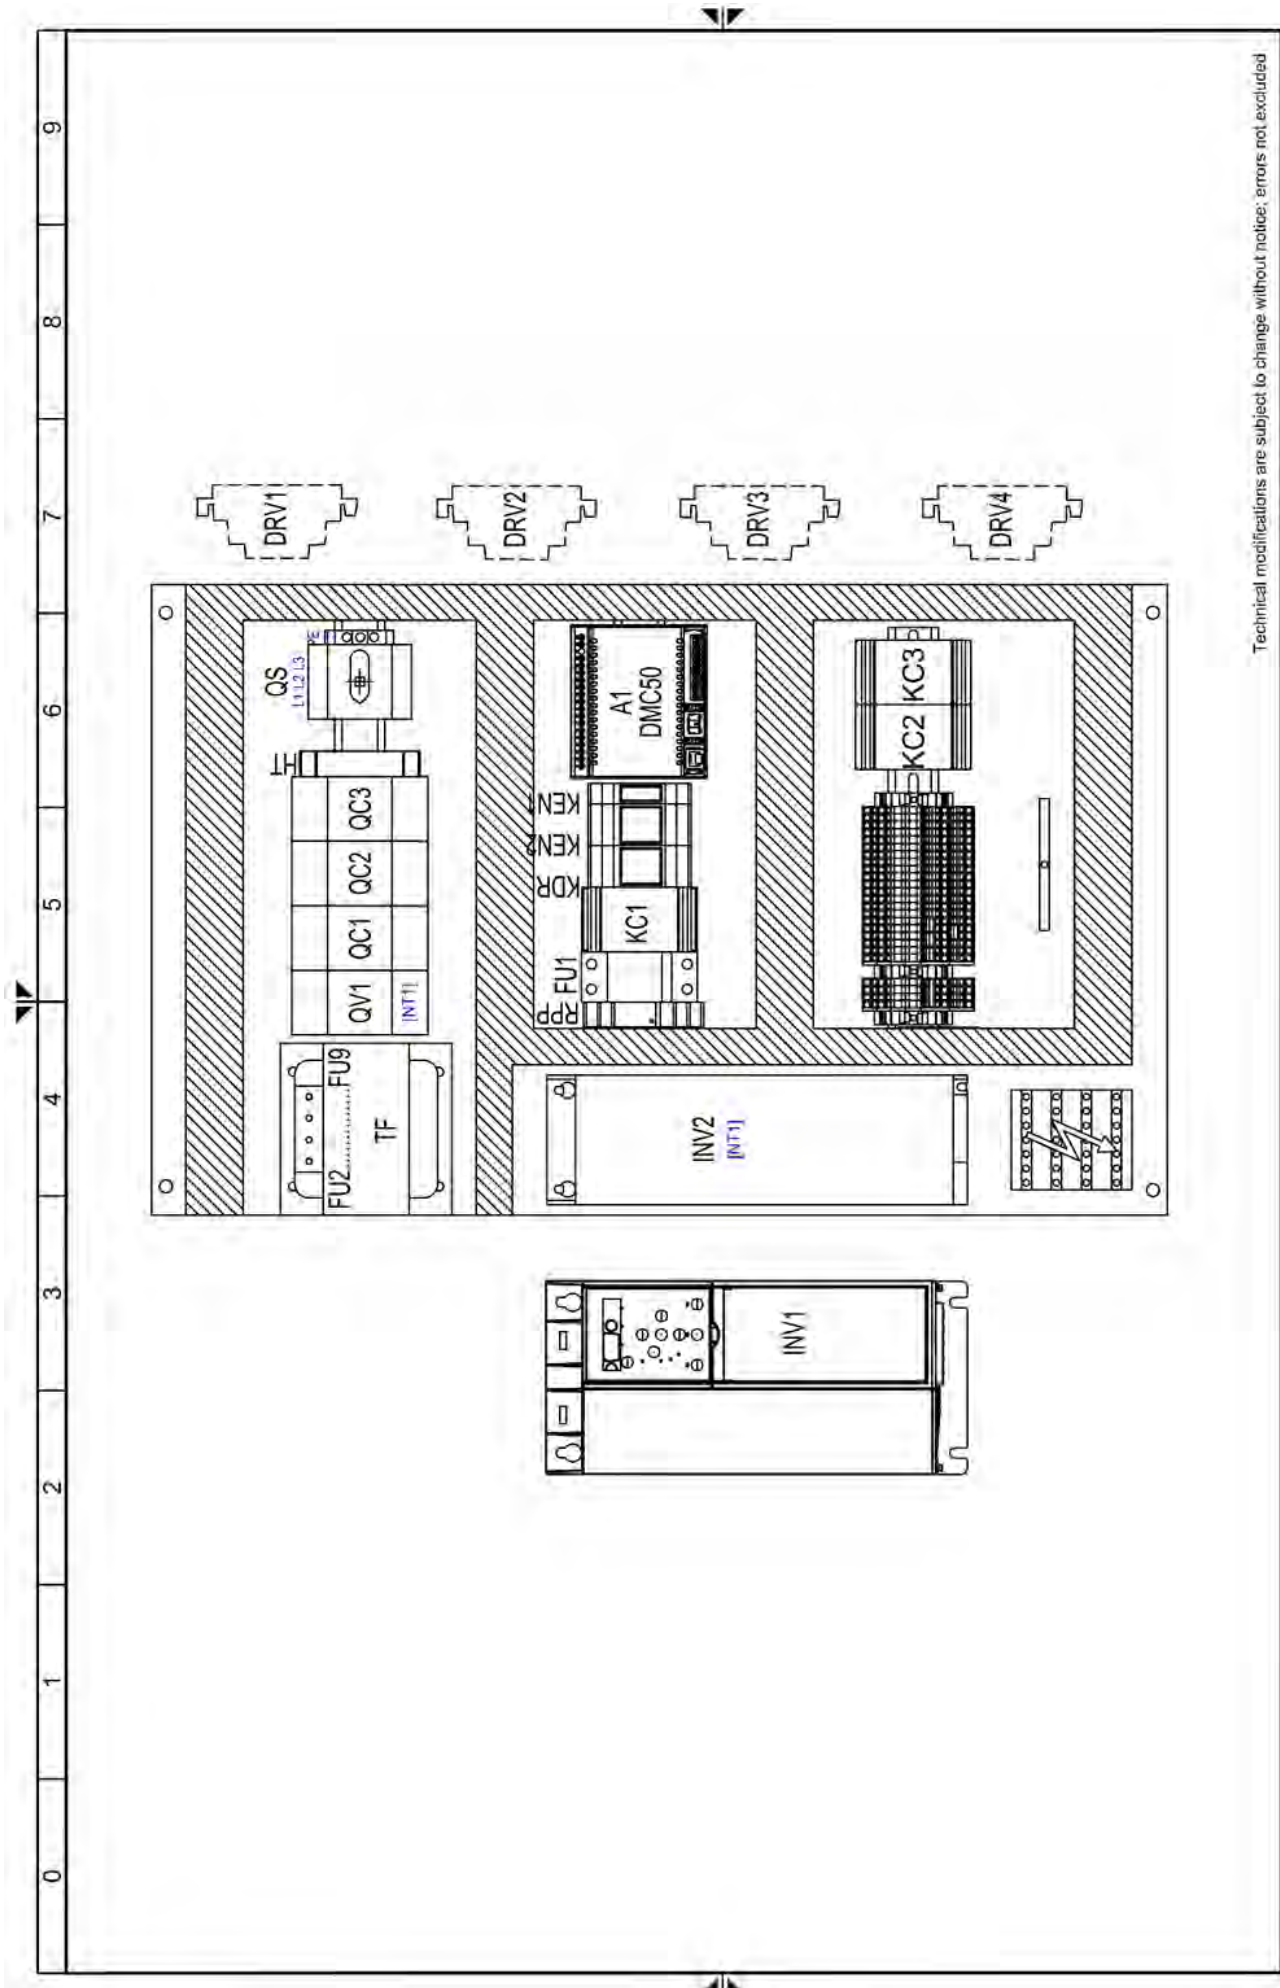 0 1 2 3 4 5 6 7 8 9
FU2 FU9
TF
QV1
[NT1]
QC1
QC2
QC3
HT
QS
L1 L2 L3
PE
DRV1
RPP
FU1
KC1
KDR
KEN2
KEN1
A1
DMC50
DRV2
INV1
INV2
[NT1]
KC2
KC3
DRV3
DRV4
Technical modifications are subject to change without notice; errors not excluded